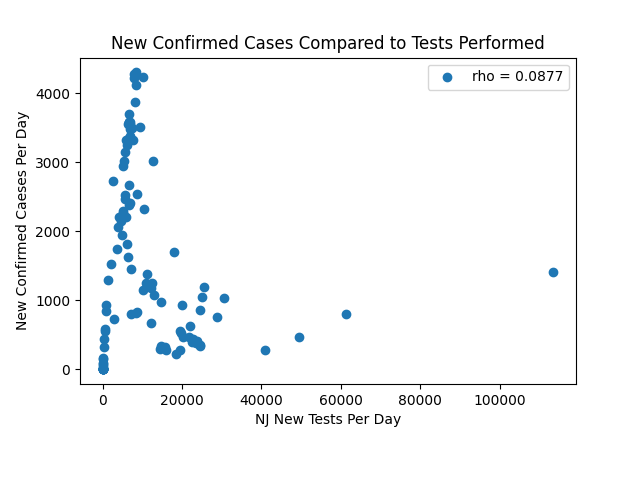 New Confirmed Cases Compared to Tests Performed
rho = 0.0877
New Confirmed Caeses Per Day
4000
3000
2000
1000
0
0 20000 40000 60000 80000 100000
NJ New Tests Per Day